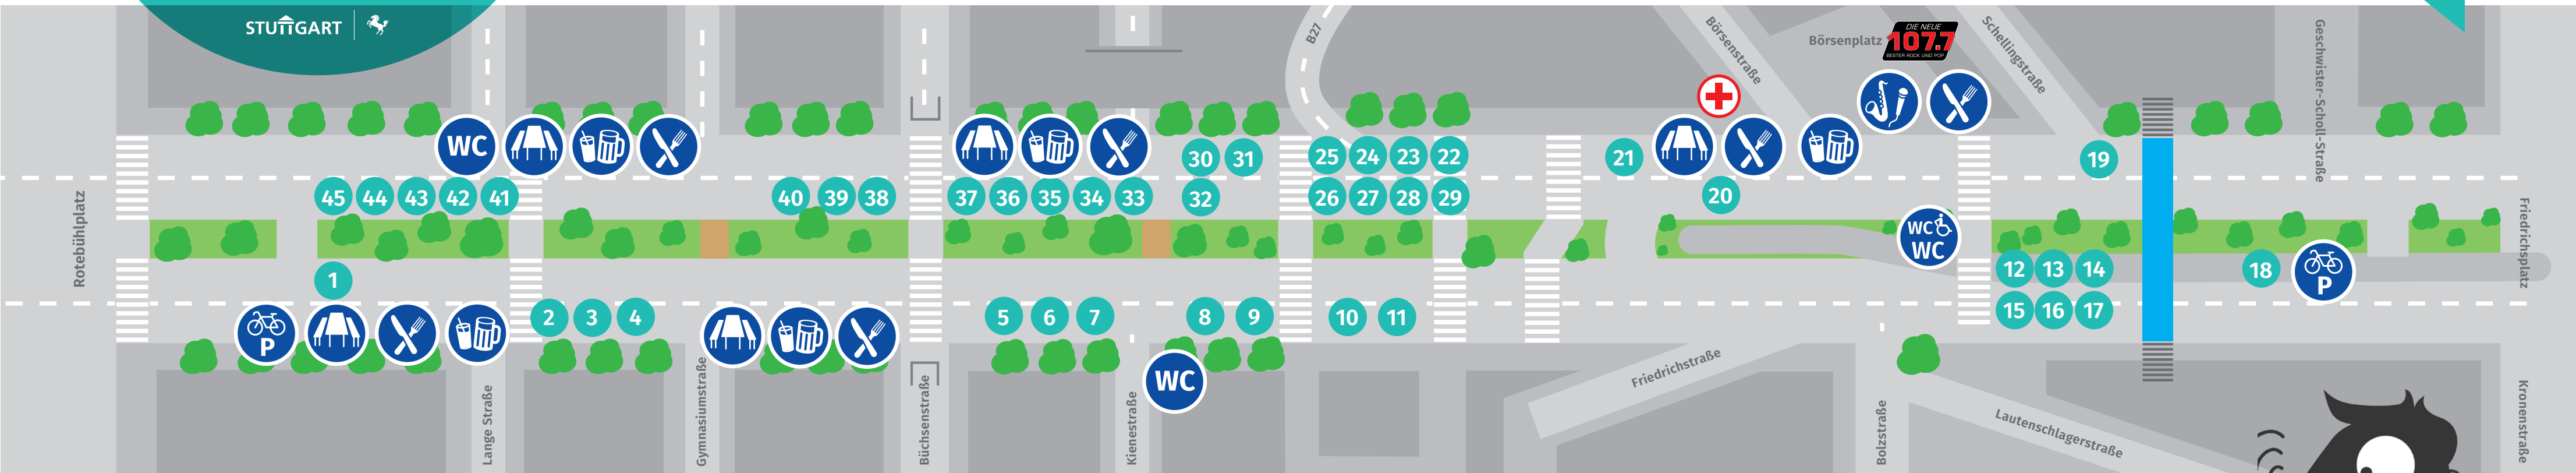 STUTTGART
B27
Börsenstraße
Börsenplatz
DIE NEUE
107.7
BESTER ROCK UND POP
Schellingstraße
Geschwister-Scholl-Straße
WC
30 31
25 24 23 22
21
19
45 44 43 42 41
40 39 38
37 36 35 34 33
32
26 27 28 29
20
Rotebühlplatz
WC
WC
Friedrichsplatz
1
12 13 14
18
P
15 16 17
P
2 3 4
5 6 7
8 9
10 11
WC
Lange Straße
Gymnasiumstraße
Büchsenstraße
Kienestraße
Friedrichstraße
Bolzstraße
Lautenschlagerstraße
Kronenstraße